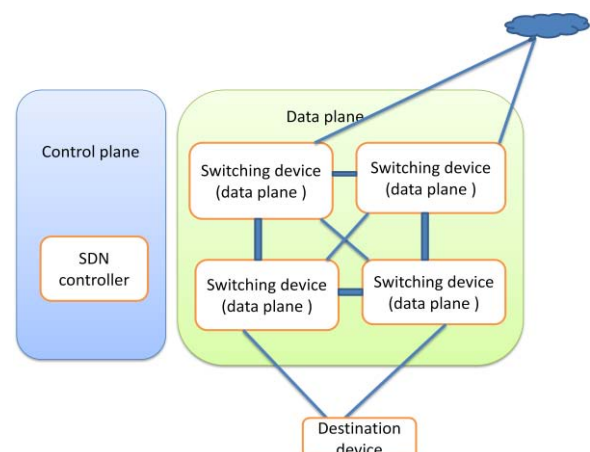 Control plane
SDN
controller
Data plane
Switching device
(data plane )
Switching device
(data plane )
Switching device
(data plane )
Switching device
(data plane )
Destination
device